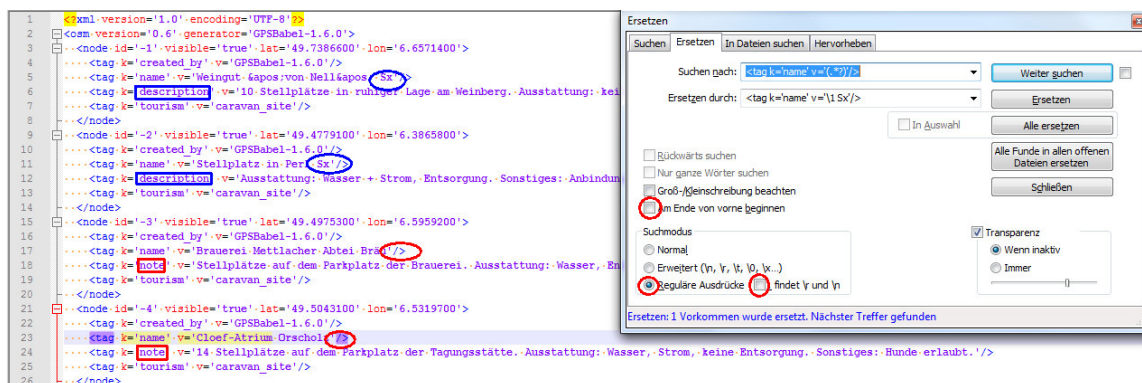 1 <?xml version='1.0' encoding='UTF-8'?>
2 <osm version='0.6' generator='GPSBabel-1.6.0'>
3 <node id='-1' visible='true' lat='49.7386600' lon='6.6571400'>
4 <tag k='created_by' v='GPSBabel-1.6.0'/>
5 <tag k='name' v='Weingut &apos;von Nell&apos; Sx'/>
6 <tag k='description' v='10 Stellplätze in ruhiger Lage am Weinberg. Ausstattung: kei
7 <tag k='tourism' v='caravan_site'/>
8 </node>
9 <node id='-2' visible='true' lat='49.4779100' lon='6.3865800'>
10 <tag k='created_by' v='GPSBabel-1.6.0'/>
11 <tag k='name' v='Stellplatz in Perl Sx'/>
12 <tag k='description' v='Ausstattung: Wasser + Strom, Entsorgung. Sonstiges: Anbindun
13 <tag k='tourism' v='caravan_site'/>
14 </node>
15 <node id='-3' visible='true' lat='49.4975300' lon='6.5959200'>
16 <tag k='created_by' v='GPSBabel-1.6.0'/>
17 <tag k='name' v='Brauerei Mettlacher Abtei Bräu'/>
18 <tag k='note' v='Stellplätze auf dem Parkplatz der Brauerei. Ausstattung: Wasser, En
19 <tag k='tourism' v='caravan_site'/>
20 </node>
21 <node id='-4' visible='true' lat='49.5043100' lon='6.5319700'>
22 <tag k='created_by' v='GPSBabel-1.6.0'/>
23 <tag k='name' v='Cloef-Atrium Orscholz'/>
24 <tag k='note' v='14 Stellplätze auf dem Parkplatz der Tagungsstätte. Ausstattung: Wasser, Strom, keine Entsorgung. Sonstiges: Hunde erlaubt.'/>
25 <tag k='tourism' v='caravan_site'/>
26 </node>
Ersetzen
Suchen Ersetzen In Dateien suchen Hervorheben
Suchen nach: <tag k='name' v='(.*?)'/> Weiter suchen
Ersetzen durch: <tag k='name' v='\1 Sx'/> Ersetzen
In Auswahl Alle ersetzen
Alle Funde in allen offenen
Dateien ersetzen
Rückwärts suchen
Nur ganze Wörter suchen
Groß-/Kleinschreibung beachten Schließen
Am Ende von vorne beginnen
Suchmodus Transparenz
Normal Wenn inaktiv
Erweitert (\n, \r, \t, \0, \x...) Immer
Reguläre Ausdrücke . findet \r und \n
Ersetzen: 1 Vorkommen wurde ersetzt. Nächster Treffer gefunden